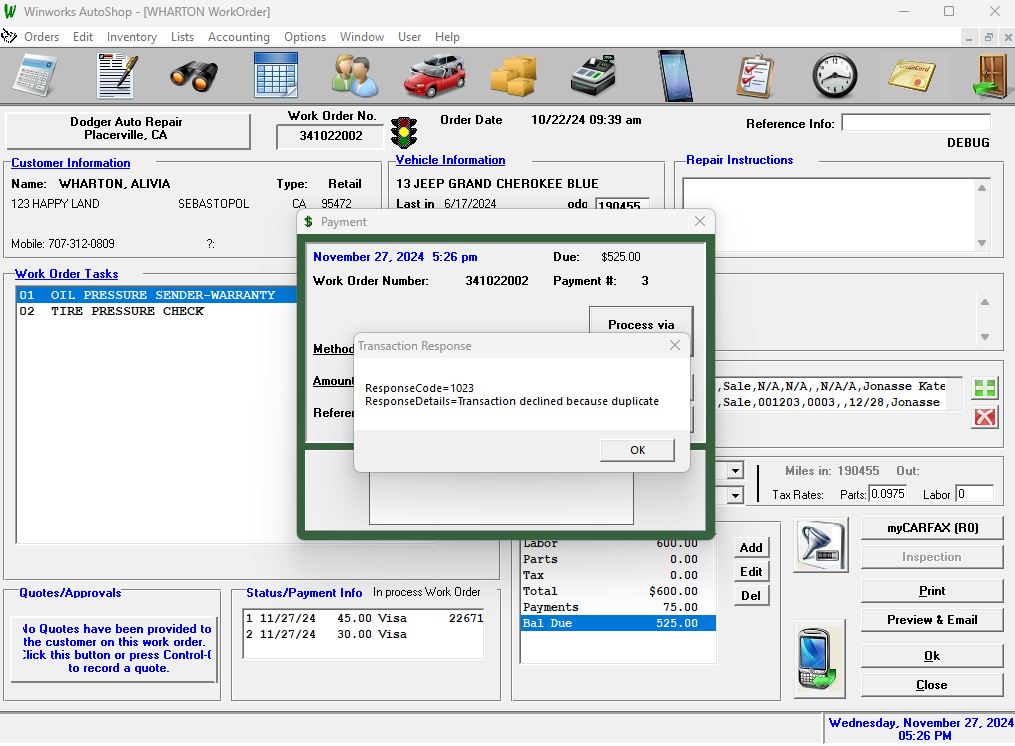 Winworks AutoShop - [WHARTON WorkOrder]
Orders Edit Inventory Lists Accounting Options Window User Help
Dodger Auto Repair
Placerville, CA
Work Order No.
341022002
Order Date 10/22/24 09:39 am
Reference Info:
DEBUG
Customer Information
Name: WHARTON, ALIVIA Type: Retail
123 HAPPY LAND SEBASTOPOL CA 95472
Mobile: 707-312-0809 ?:
Vehicle Information
13 JEEP GRAND CHEROKEE BLUE
Last in 6/17/2024 odo 190455
Repair Instructions
Work Order Tasks
01 OIL PRESSURE SENDER-WARRANTY
02 TIRE PRESSURE CHECK
$ Payment
November 27, 2024 5:26 pm Due: $525.00
Work Order Number: 341022002 Payment #: 3
Process via
Method
Amount
Refere
Transaction Response
ResponseCode=1023
ResponseDetails=Transaction declined because duplicate
OK
,Sale,N/A,N/A,,N/A/A,Jonasse Kate
,Sale,001203,0003,,12/28,Jonasse
Miles in: 190455 Out:
Tax Rates: Parts: 0.0975 Labor 0
Labor 600.00
Parts 0.00
Tax 0.00
Total $600.00
Payments 75.00
Bal Due 525.00
Add
Edit
Del
myCARFAX (RO)
Inspection
Print
Preview & Email
Ok
Close
Quotes/Approvals
No Quotes have been provided to
the customer on this work order.
Click this button or press Control-
to record a quote.
Status/Payment Info In process Work Order
1 11/27/24 45.00 Visa 22671
2 11/27/24 30.00 Visa
Wednesday, November 27, 2024
05:26 PM